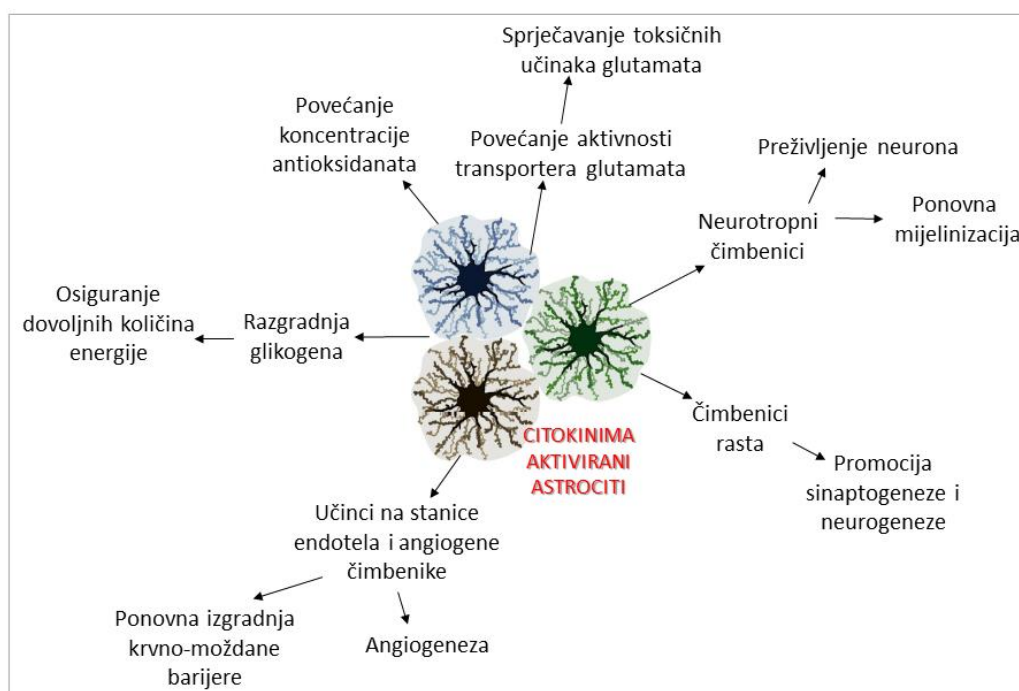 Sprječavanje toksičnih
učinaka glutamata
Povećanje
koncentracije
antioksidanata
Povećanje aktivnosti
transportera glutamata
Preživljenje neurona
Neurotropni
čimbenici
Ponovna
mijelinizacija
Osiguranje
dovoljnih količina
energije
Razgradnja
glikogena
CITOKINIMA
AKTIVIRANI
ASTROCITI
Čimbenici
rasta
Promocija
sinaptogeneze i
neurogeneze
Učinci na stanice
endotela i angiogene
čimbenike
Ponovna izgradnja
krvno-moždane
barijere
Angiogeneza